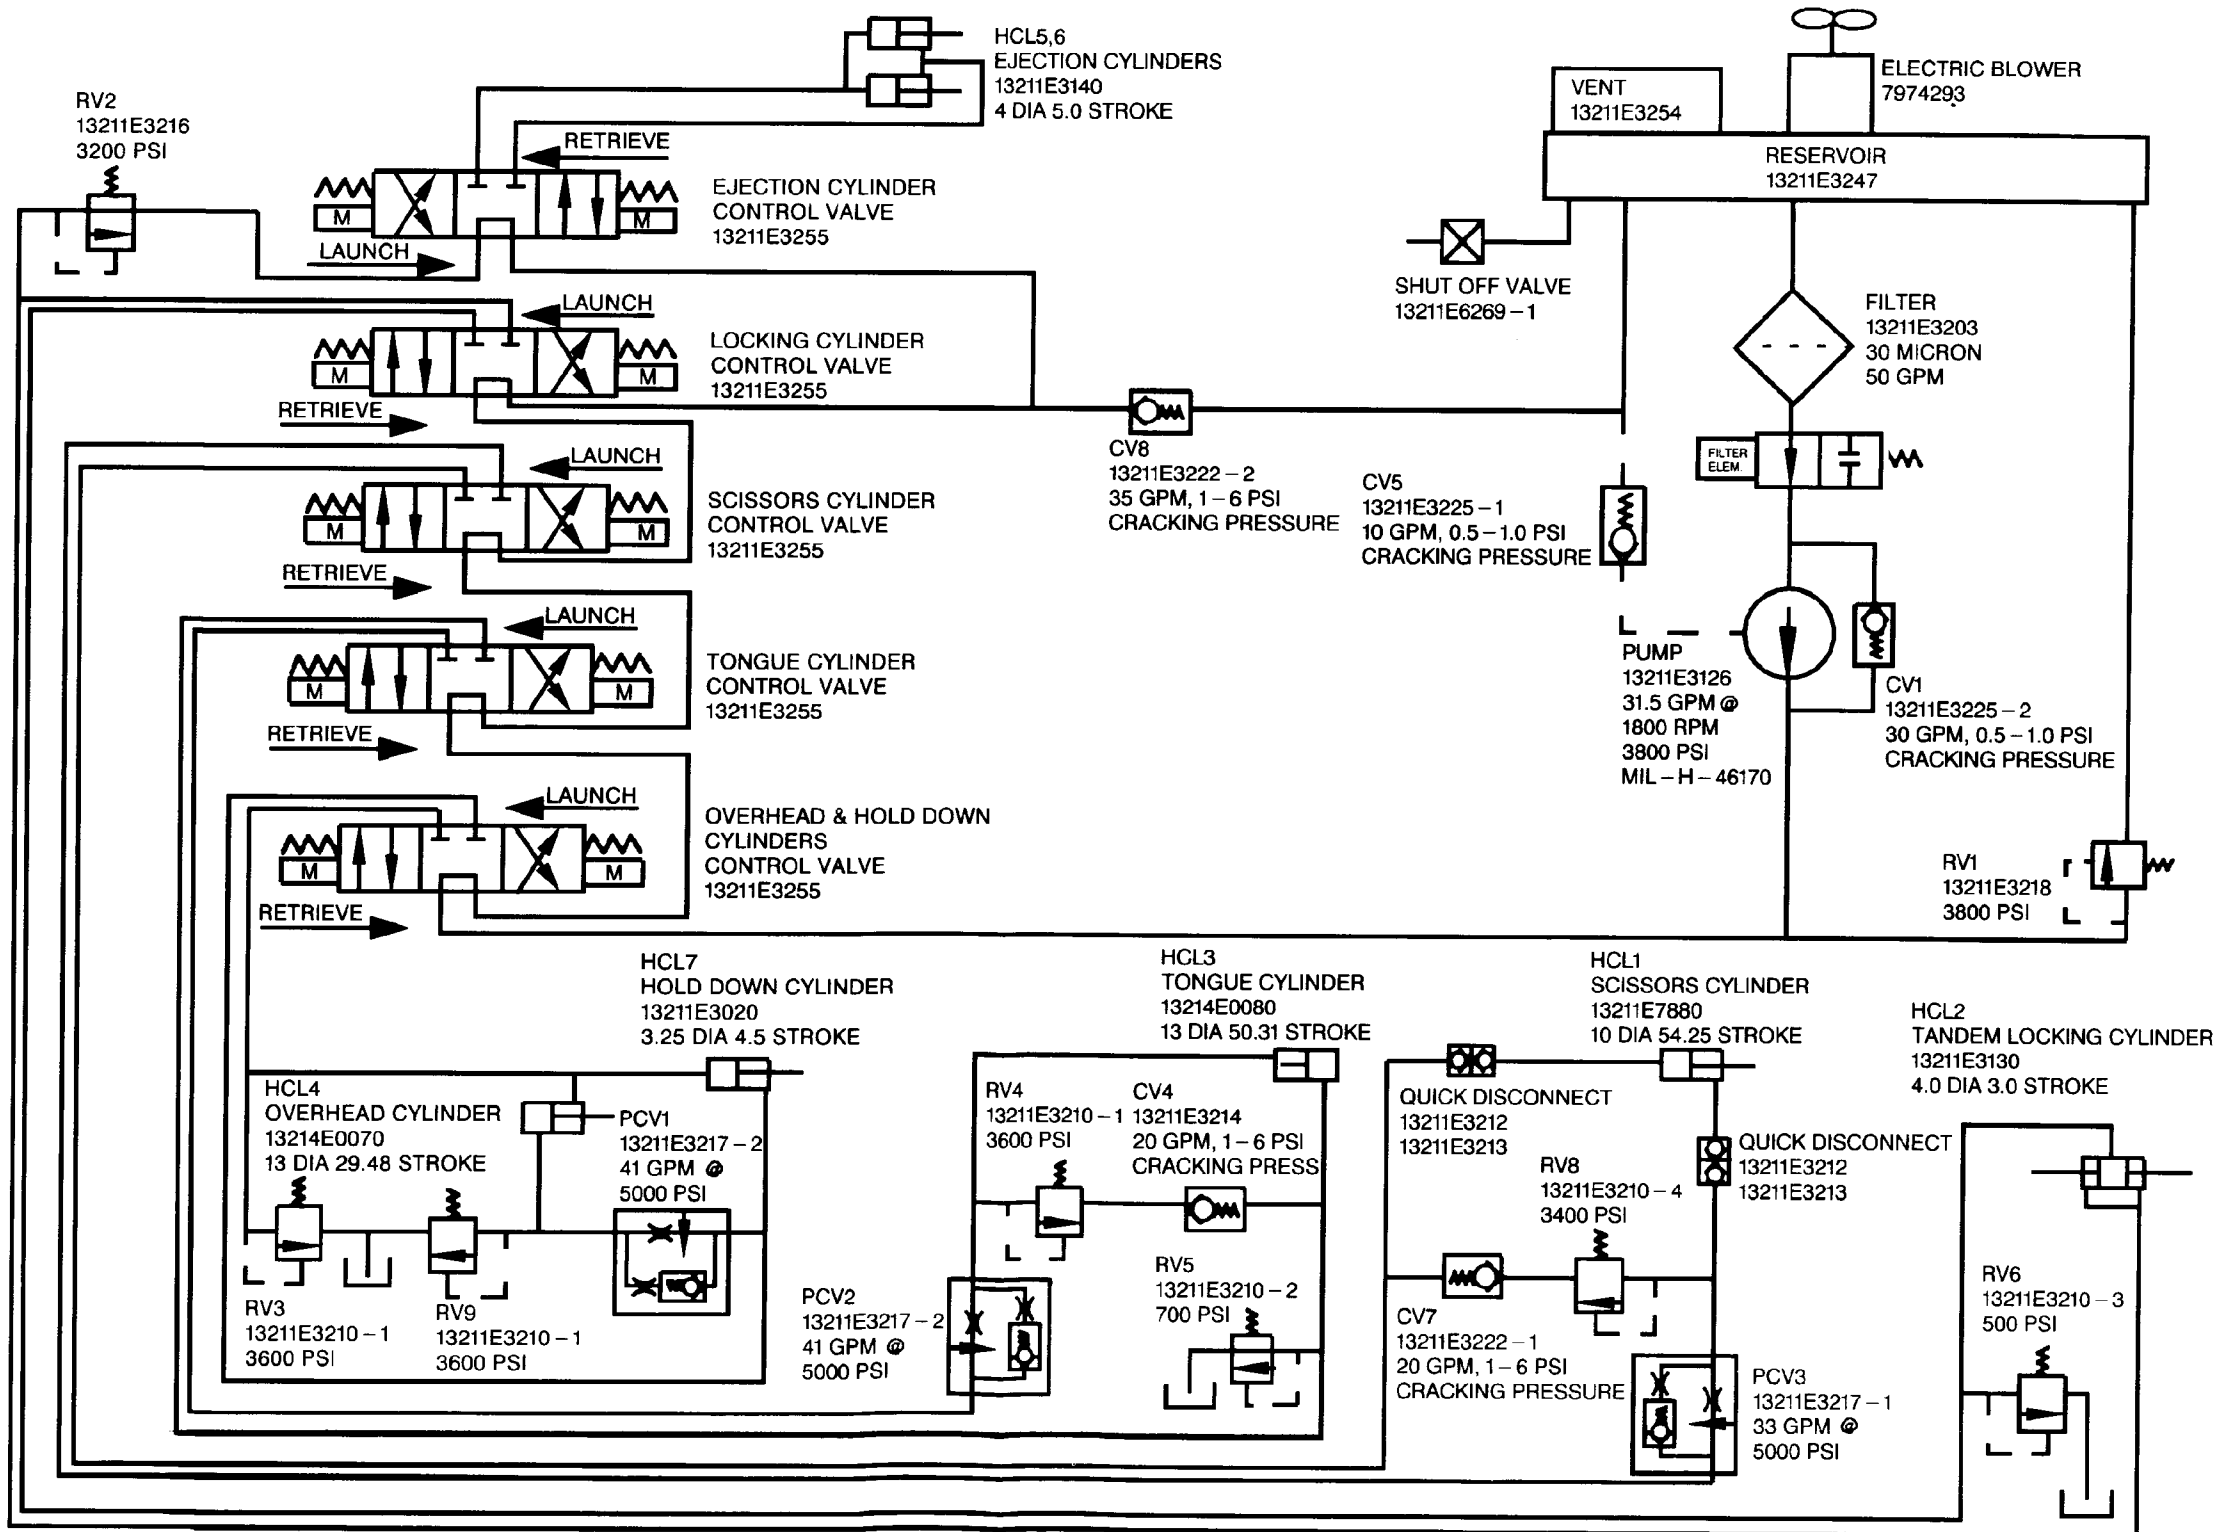 HCL5,6
EJECTION CYLINDERS
13211E3140
4 DIA 5.0 STROKE
ELECTRIC BLOWER
7974293
VENT
13211E3254
RESERVOIR
13211E3247
RV2
13211E3216
3200 PSI
RETRIEVE
M
M
EJECTION CYLINDER
CONTROL VALVE
13211E3255
LAUNCH
SHUT OFF VALVE
13211E6269-1
FILTER
13211E3203
30 MICRON
50 GPM
LAUNCH
M
M
LOCKING CYLINDER
CONTROL VALVE
13211E3255
RETRIEVE
CV8
13211E3222-2
35 GPM, 1-6 PSI
CRACKING PRESSURE
FILTER
ELEM.
CV5
13211E3225-1
10 GPM, 0.5-1.0 PSI
CRACKING PRESSURE
LAUNCH
M
M
SCISSORS CYLINDER
CONTROL VALVE
13211E3255
RETRIEVE
LAUNCH
M
M
TONGUE CYLINDER
CONTROL VALVE
13211E3255
RETRIEVE
PUMP
13211E3126
31.5 GPM @
1800 RPM
3800 PSI
MIL-H-46170
CV1
13211E3225-2
30 GPM, 0.5-1.0 PSI
CRACKING PRESSURE
LAUNCH
M
M
OVERHEAD & HOLD DOWN
CYLINDERS
CONTROL VALVE
13211E3255
RETRIEVE
RV1
13211E3218
3800 PSI
HCL7
HOLD DOWN CYLINDER
13211E3020
3.25 DIA 4.5 STROKE
HCL3
TONGUE CYLINDER
13214E0080
13 DIA 50.31 STROKE
HCL1
SCISSORS CYLINDER
13211E7880
10 DIA 54.25 STROKE
HCL2
TANDEM LOCKING CYLINDER
13211E3130
4.0 DIA 3.0 STROKE
HCL4
OVERHEAD CYLINDER
13214E0070
13 DIA 29.48 STROKE
PCV1
13211E3217-2
41 GPM @
5000 PSI
RV4
13211E3210-1
3600 PSI
CV4
13211E3214
20 GPM, 1-6 PSI
CRACKING PRESS
QUICK DISCONNECT
13211E3212
13211E3213
QUICK DISCONNECT
13211E3212
13211E3213
RV8
13211E3210-4
3400 PSI
RV3
13211E3210-1
3600 PSI
RV9
13211E3210-1
3600 PSI
PCV2
13211E3217-2
41 GPM @
5000 PSI
RV5
13211E3210-2
700 PSI
CV7
13211E3222-1
20 GPM, 1-6 PSI
CRACKING PRESSURE
PCV3
13211E3217-1
33 GPM @
5000 PSI
RV6
13211E3210-3
500 PSI